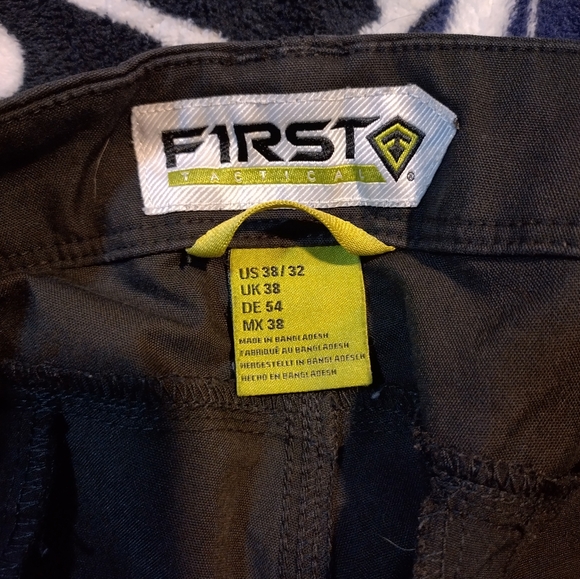 F1RST
TACTICAL
®
US 38/32
UK 38
DE 54
MX 38
MADE IN BANGLADESH
FABRIQUÉ AU BANGLADESH
HERGESTELLT IN BANGLADESCH
HECHO EN BANGLADESH